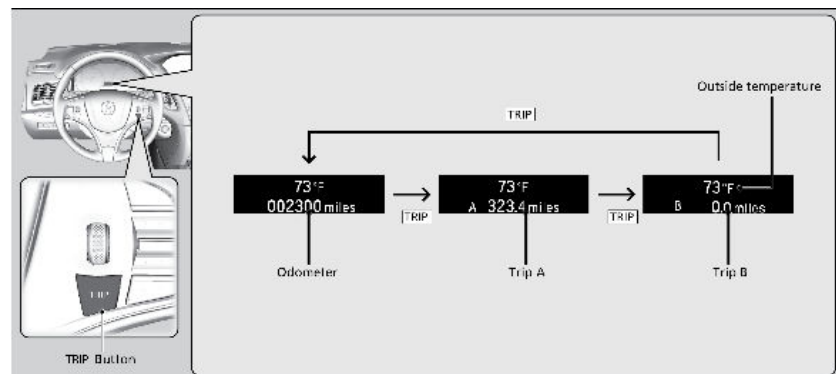 Outside temperature
TRIP
73°F
002300 miles
TRIP
73°F
A 323.4 miles
TRIP
73°F
B 0.0 miles
Odometer
Trip A
Trip B
TRIP
TRIP Button